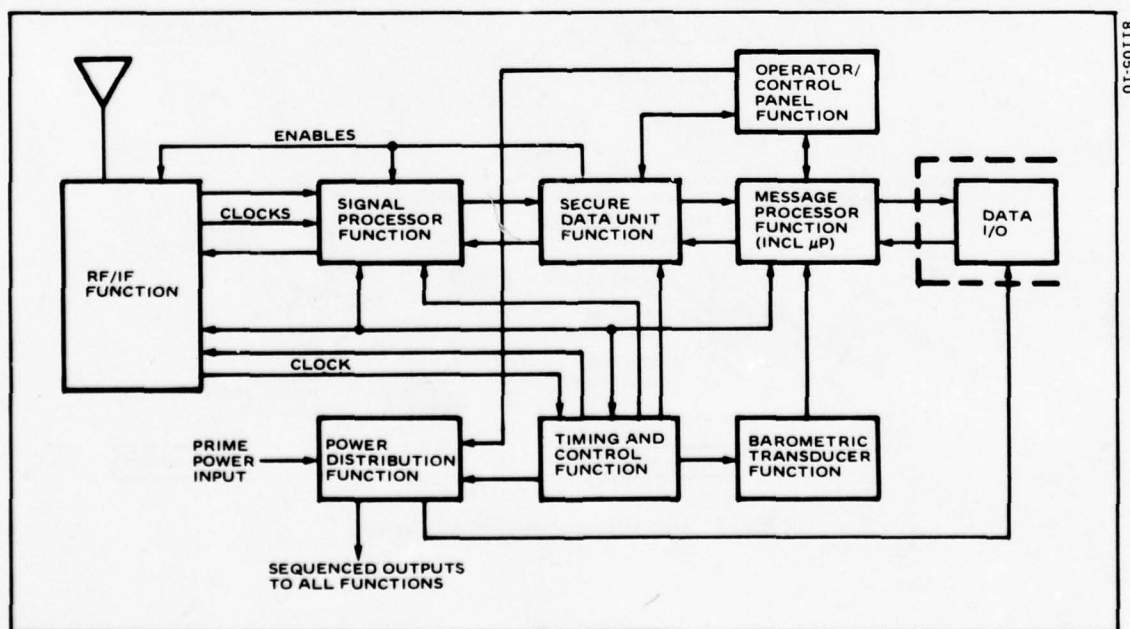 81105-10
OPERATOR/
CONTROL
PANEL
FUNCTION
ENABLES
RF/IF
FUNCTION
CLOCKS
SIGNAL
PROCESSOR
FUNCTION
SECURE
DATA UNIT
FUNCTION
MESSAGE
PROCESSOR
FUNCTION
(INCL μP)
DATA
I/O
CLOCK
PRIME
POWER
INPUT
POWER
DISTRIBUTION
FUNCTION
TIMING AND
CONTROL
FUNCTION
BAROMETRIC
TRANSDUCER
FUNCTION
SEQUENCED OUTPUTS
TO ALL FUNCTIONS